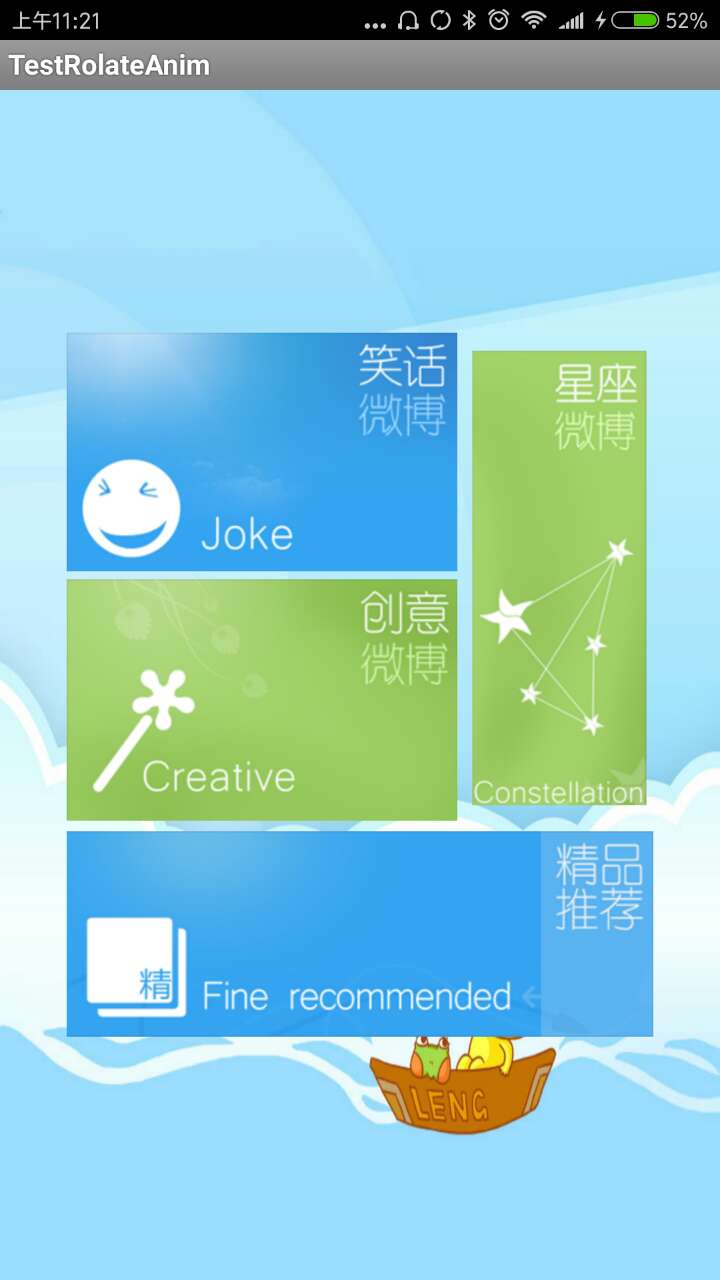 上午11:21
52%
TestRolateAnim
笑话
微博
Joke
星座
微博
Constellation
创意
微博
Creative
精品
推荐
精
Fine recommended
LENG